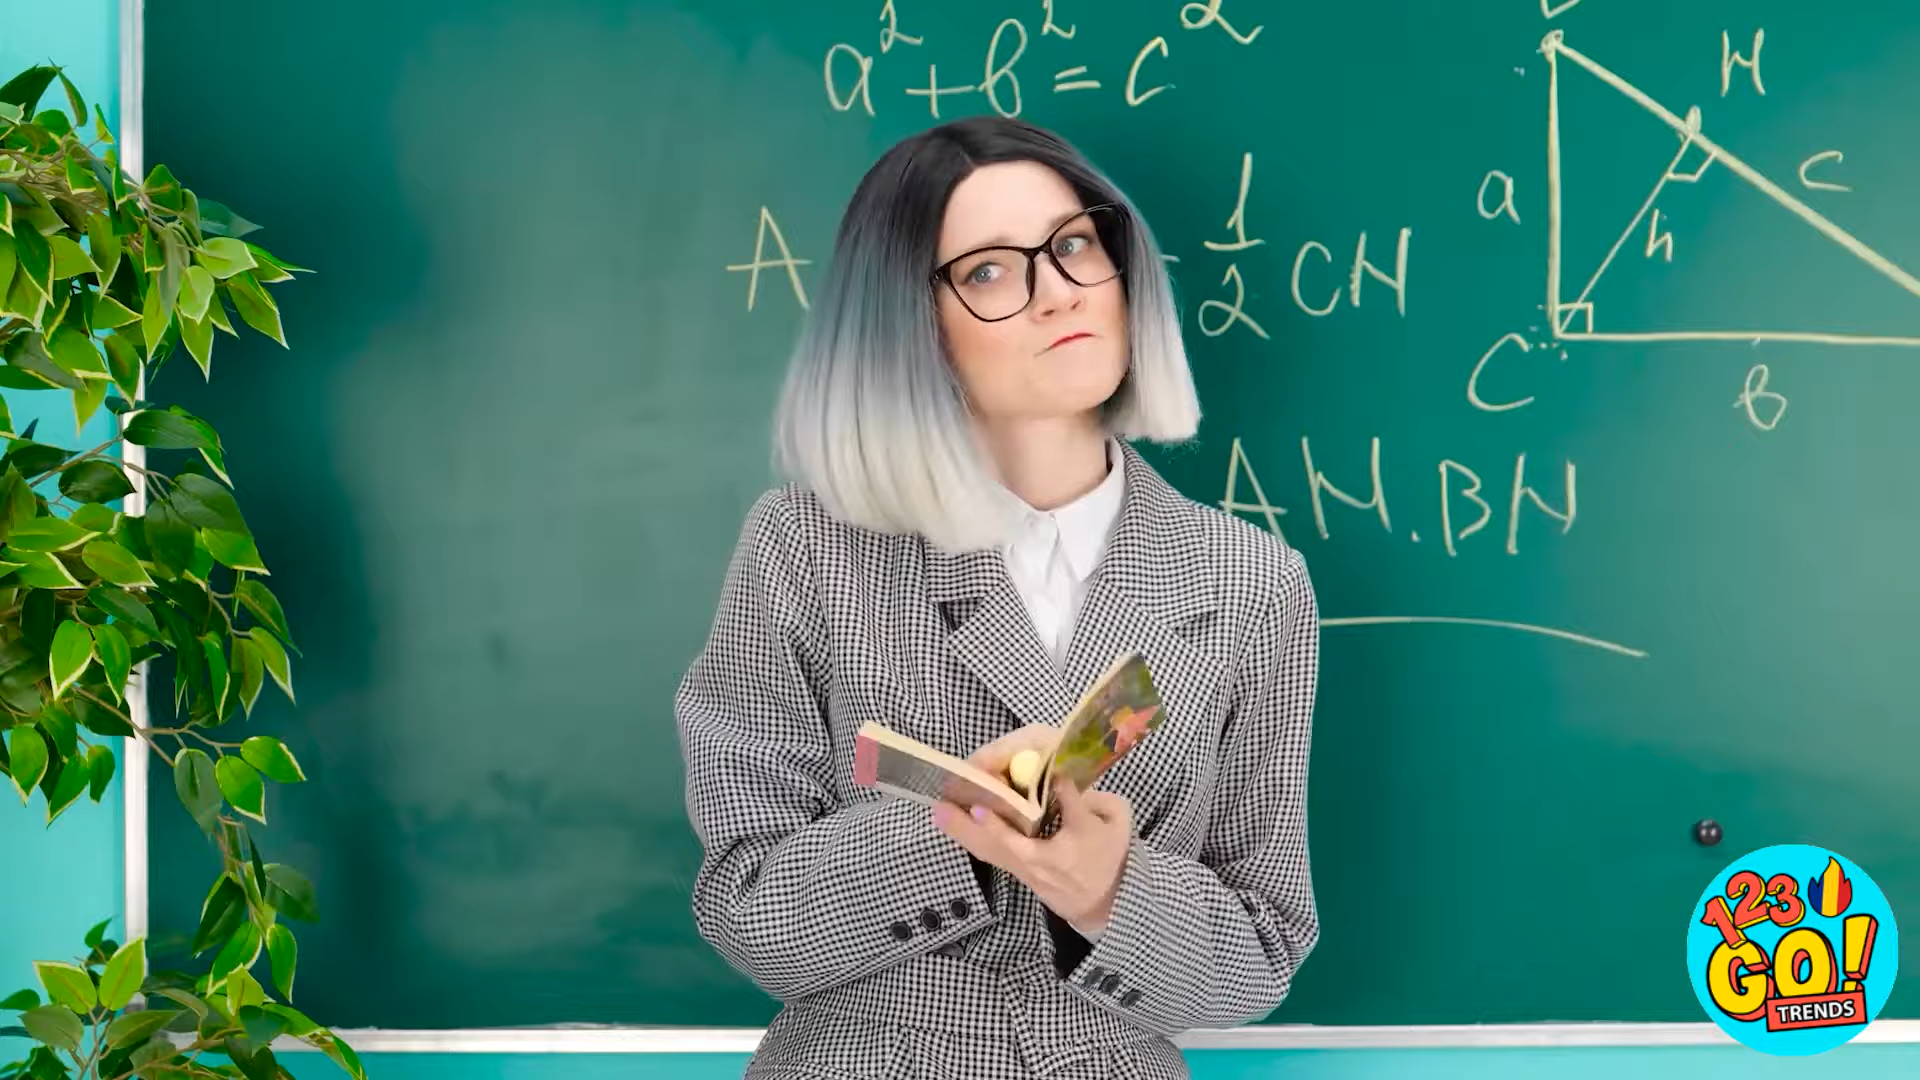 a² + b² = c²
A
1/2 CH
H
a
c
h
C
b
AH.BH
123
GO!
TRENDS